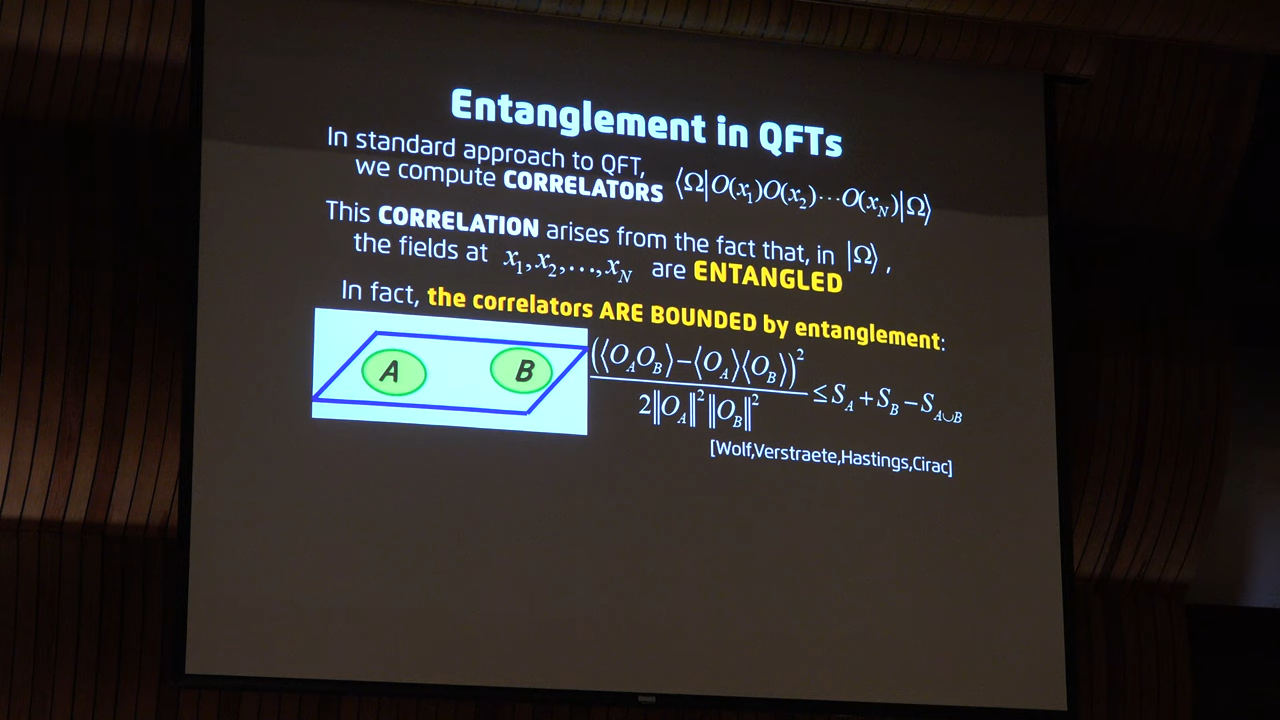 Entanglement in QFTs
In standard approach to QFT,
we compute CORRELATORS ⟨Ω|O(x₁)O(x₂)⋯O(x_N)|Ω⟩
This CORRELATION arises from the fact that, in |Ω⟩,
the fields at x₁,x₂,…,x_N are ENTANGLED
In fact, the correlators ARE BOUNDED by entanglement:
A B
(⟨O_A O_B⟩−⟨O_A⟩⟨O_B⟩)²
2‖O_A‖²‖O_B‖² ≤ S_A + S_B − S_{A∪B}
[Wolf,Verstraete,Hastings,Cirac]